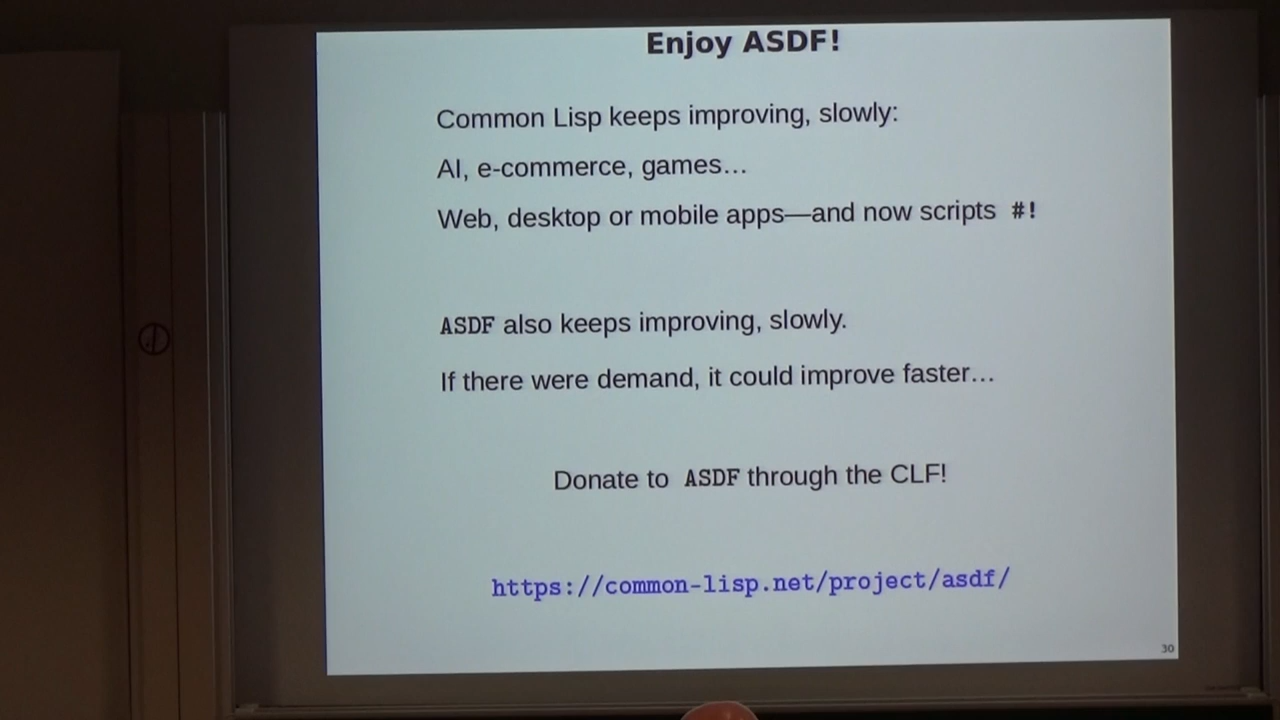 Enjoy ASDF!
Common Lisp keeps improving, slowly:
AI, e-commerce, games…
Web, desktop or mobile apps—and now scripts #!
ASDF also keeps improving, slowly.
If there were demand, it could improve faster…
Donate to ASDF through the CLF!
https://common-lisp.net/project/asdf/
30